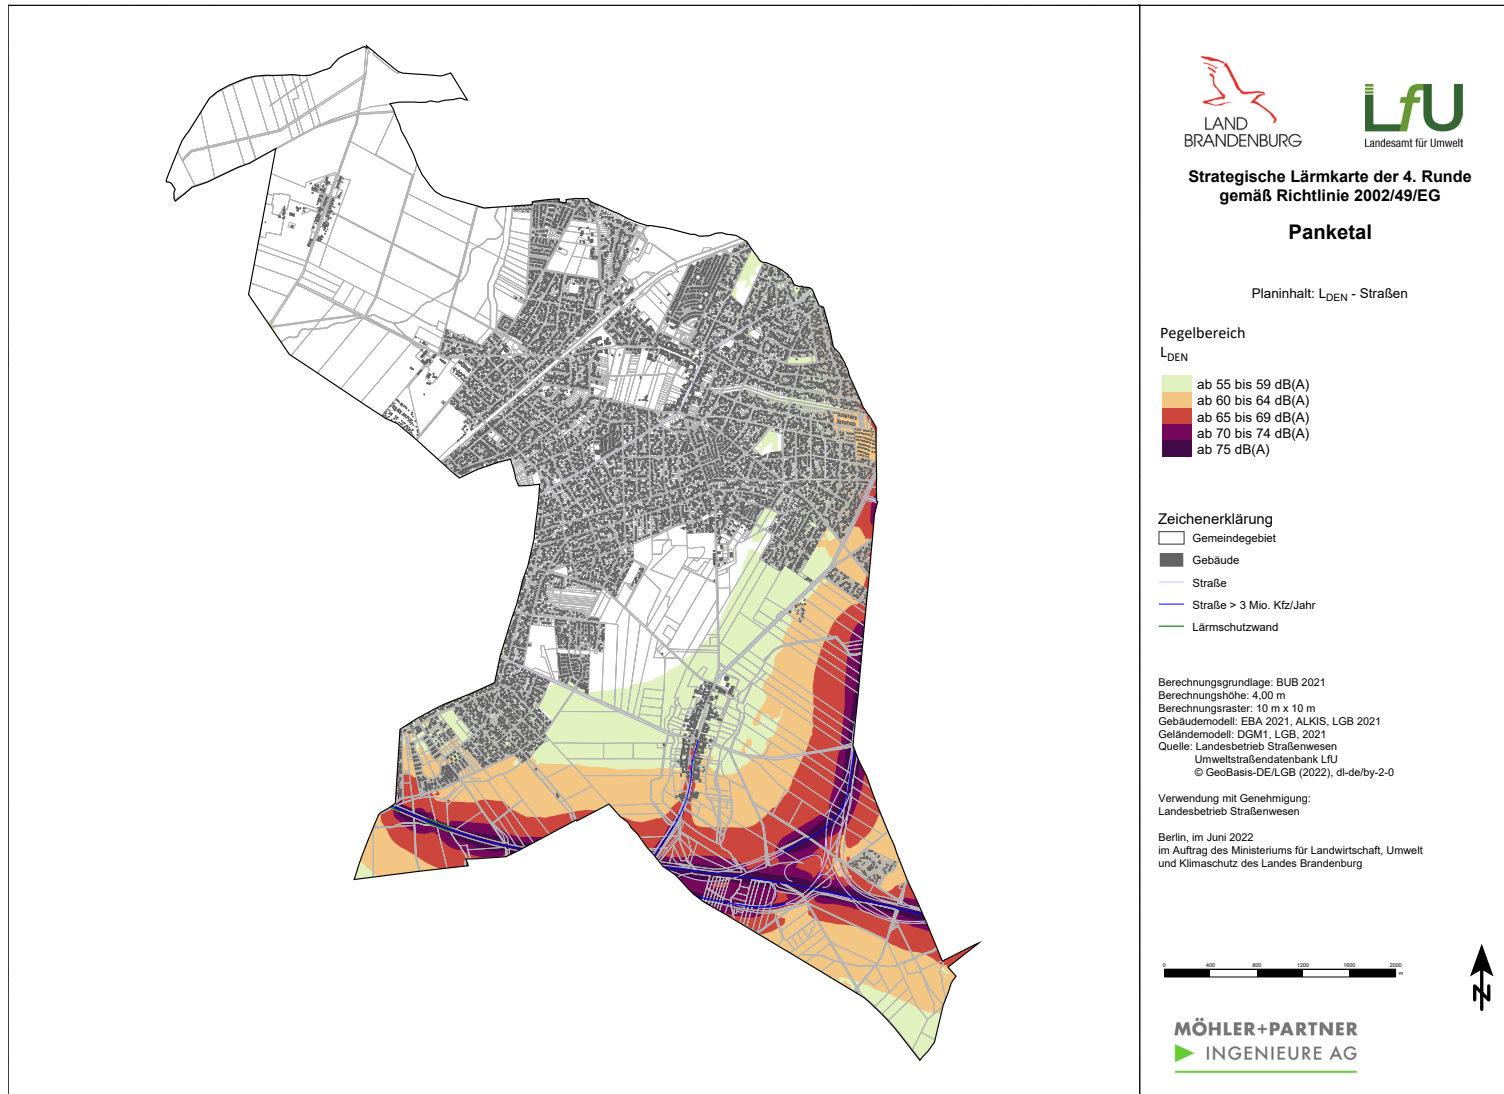 LAND
BRANDENBURG
LfU
Landesamt für Umwelt
Strategische Lärmkarte der 4. Runde
gemäß Richtlinie 2002/49/EG
Panketal
Planinhalt: LDEN - Straßen
Pegelbereich
LDEN
ab 55 bis 59 dB(A)
ab 60 bis 64 dB(A)
ab 65 bis 69 dB(A)
ab 70 bis 74 dB(A)
ab 75 dB(A)
Zeichenerklärung
Gemeindegebiet
Gebäude
Straße
Straße > 3 Mio. Kfz/Jahr
Lärmschutzwand
Berechnungsgrundlage: BUB 2021
Berechnungshöhe: 4,00 m
Berechnungsraster: 10 m x 10 m
Gebäudemodell: EBA 2021, ALKIS, LGB 2021
Geländemodell: DGM1, LGB, 2021
Quelle: Landesbetrieb Straßenwesen
Umweltstraßendatenbank LfU
© GeoBasis-DE/LGB (2022), dl-de/by-2-0
Verwendung mit Genehmigung:
Landesbetrieb Straßenwesen
Berlin, im Juni 2022
im Auftrag des Ministeriums für Landwirtschaft, Umwelt
und Klimaschutz des Landes Brandenburg
0 400 800 1200 1600 2000
m
N
MÖHLER+PARTNER
INGENIEURE AG